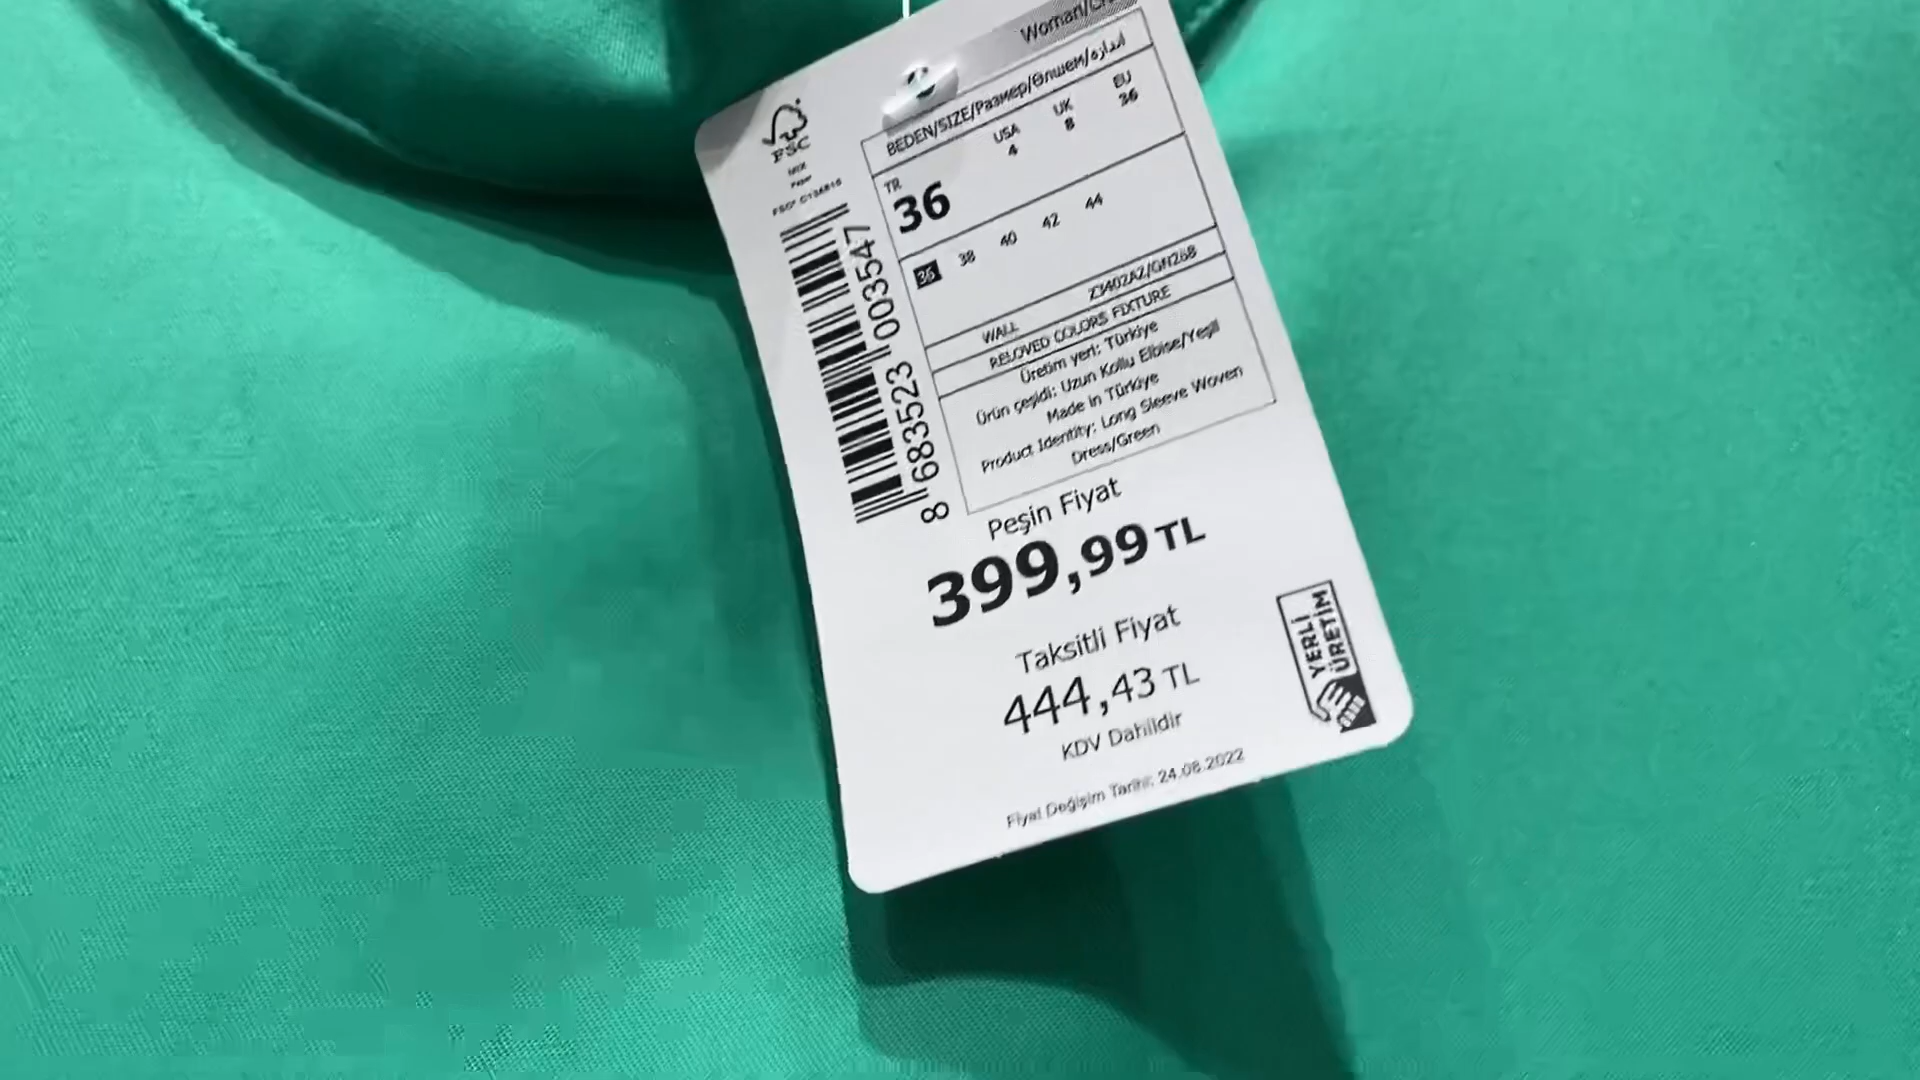 Woman/
BEDEN/SIZE/Размер/Өлшем/اندازه
TR USA UK EU
36 4 8 36
36 38 40 42 44
WALL
RELOVED COLORS FIXTURE
Üretim yeri: Türkiye
Ürün çeşidi: Uzun Kollu Elbise/Yeşil
Made in Türkiye
Product Identity: Long Sleeve Woven
Dress/Green
FSC
MIX
Paper
8 683523 003547
Peşin Fiyat
399,99 TL
Taksitli Fiyat
444,43 TL
KDV Dahildir
Fiyat Değişim Tarihi: 24.08.2022
YERLİ
ÜRETİM